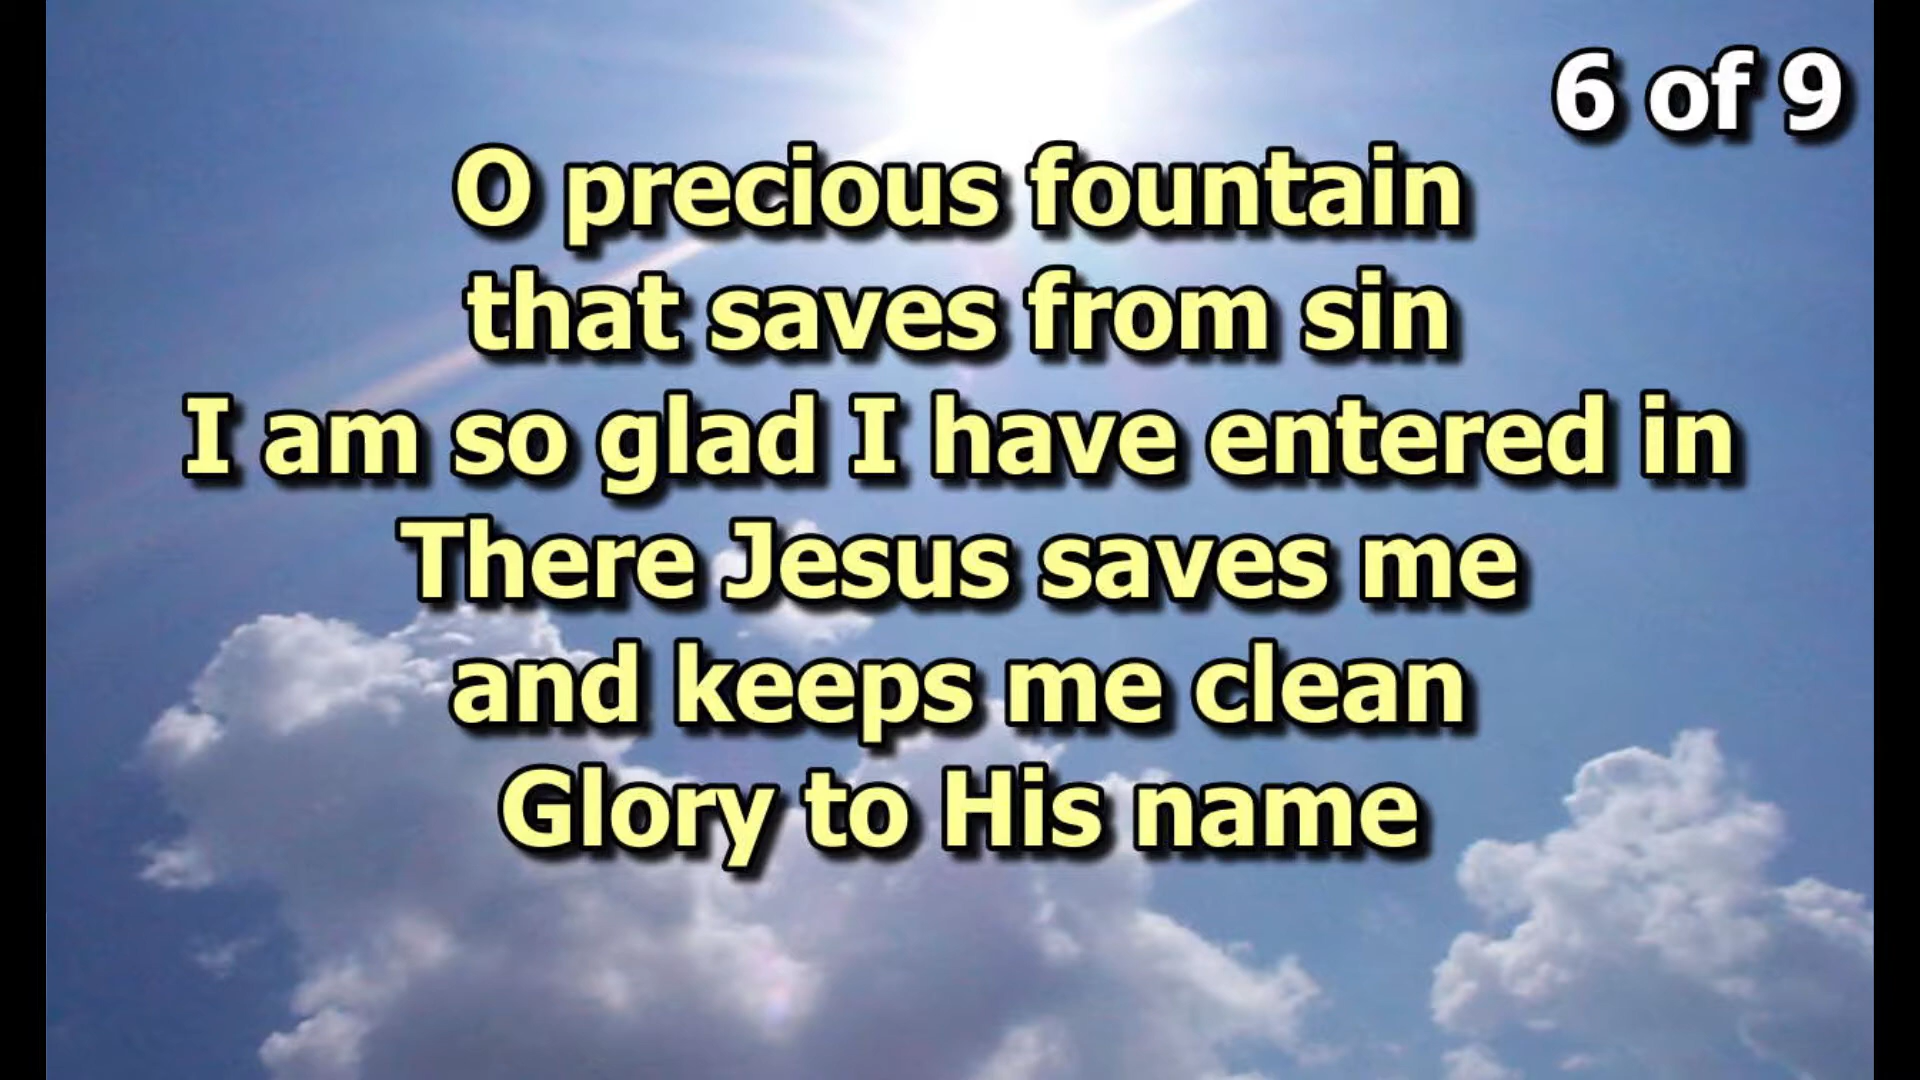 6 of 9
O precious fountain
that saves from sin
I am so glad I have entered in
There Jesus saves me
and keeps me clean
Glory to His name